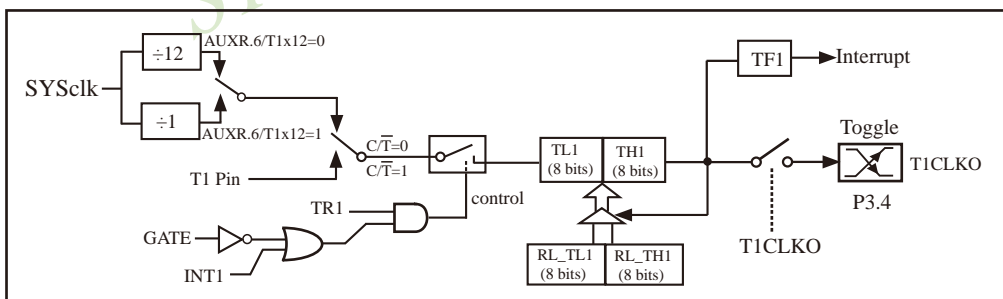 ÷12
AUXR.6/T1x12=0
SYSclk
÷1
AUXR.6/T1x12=1
C/T̅=0
C/T̅=1
T1 Pin
TR1
control
GATE
INT1
TL1
(8 bits)
TH1
(8 bits)
RL_TL1
(8 bits)
RL_TH1
(8 bits)
TF1
Interrupt
Toggle
T1CLKO
P3.4
T1CLKO